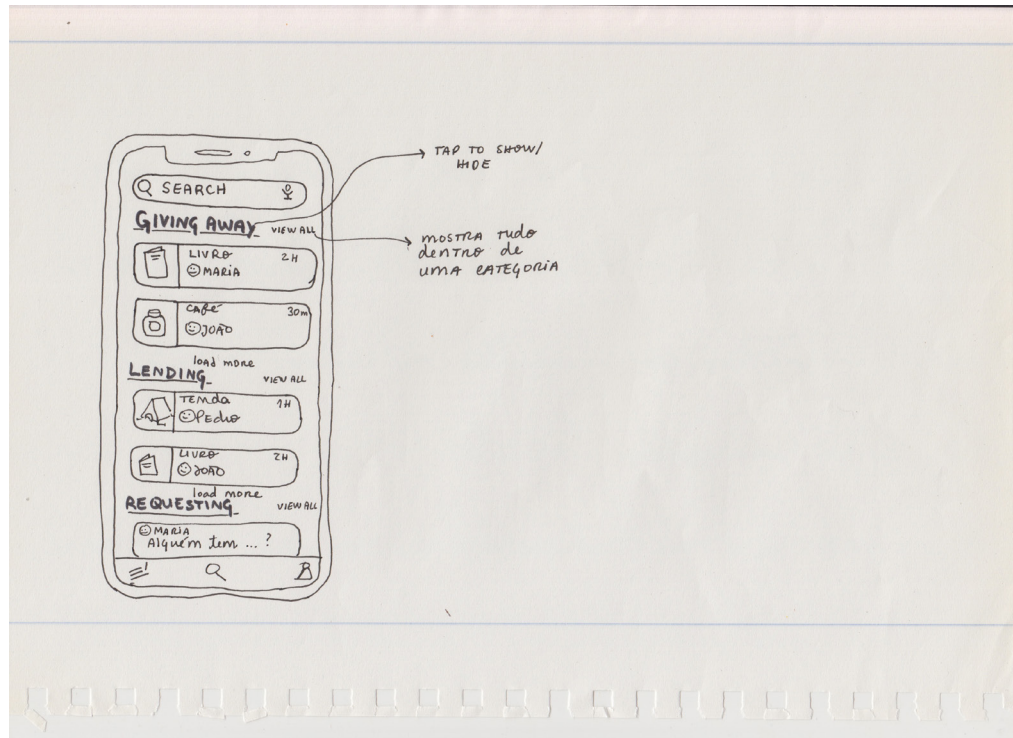 SEARCH
GIVING AWAY
VIEW ALL
LIVRO 2H
MARIA
CAFÉ 30m
JOÃO
load more
LENDING
VIEW ALL
TENDA 1H
PEDRO
LIVRO 2H
JOÃO
load more
REQUESTING
VIEW ALL
MARIA
Alguém tem ... ?
TAP TO SHOW/
HIDE
MOSTRA TUDO
dentro de
UMA CATEGORIA